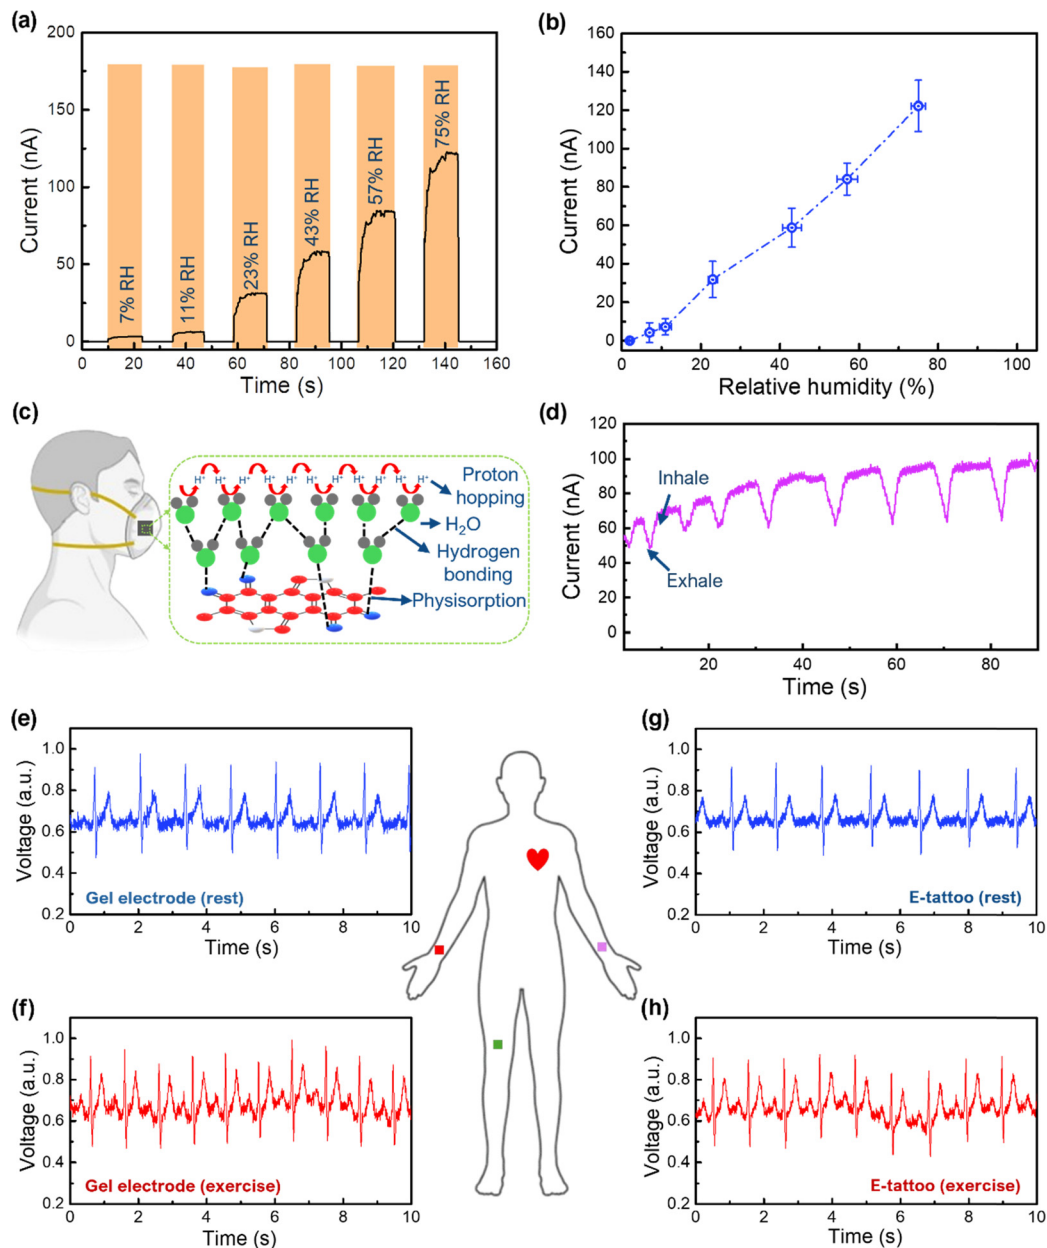 (a)
200
150
100
50
0
Current (nA)
7% RH
11% RH
23% RH
43% RH
57% RH
75% RH
0 20 40 60 80 100 120 140 160
Time (s)
(b)
160
140
120
100
80
60
40
20
0
Current (nA)
0 20 40 60 80 100
Relative humidity (%)
(c)
H⁺ H⁺ H⁺ H⁺ H⁺ H⁺
Proton
hopping
H₂O
Hydrogen
bonding
Physisorption
(d)
120
100
80
60
40
20
0
Current (nA)
Inhale
Exhale
20 40 60 80
Time (s)
(e)
1.0
0.8
0.6
0.4
0.2
Voltage (a.u.)
Gel electrode (rest)
0 2 4 6 8 10
Time (s)
(g)
1.0
0.8
0.6
0.4
0.2
Voltage (a.u.)
E-tattoo (rest)
0 2 4 6 8 10
Time (s)
(f)
1.0
0.8
0.6
0.4
0.2
Voltage (a.u.)
Gel electrode (exercise)
0 2 4 6 8 10
Time (s)
(h)
1.0
0.8
0.6
0.4
0.2
Voltage (a.u.)
E-tattoo (exercise)
0 2 4 6 8 10
Time (s)